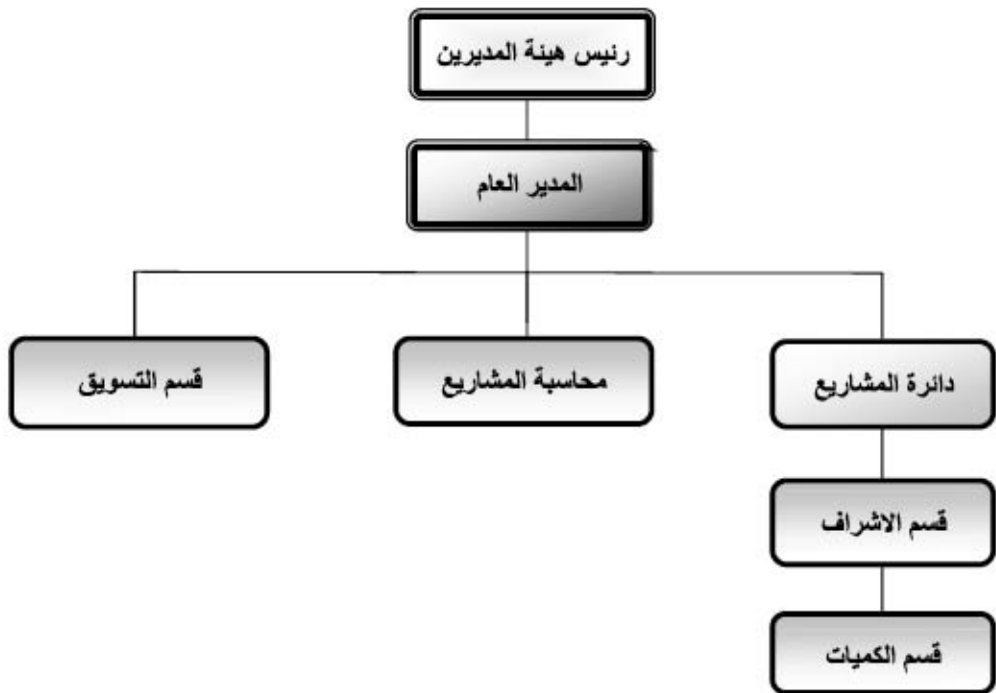 رئيس هيئة المديرين
المدير العام
دائرة المشاريع
محاسبة المشاريع
قسم التسويق
قسم الاشراف
قسم الكميات